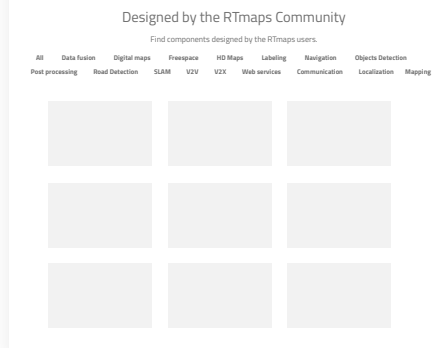 Designed by the RTmaps Community
Find components designed by the RTmaps users.
All Data fusion Digital maps Freespace HD Maps Labeling Navigation Objects Detection
Post processing Road Detection SLAM V2V V2X Web services Communication Localization Mapping